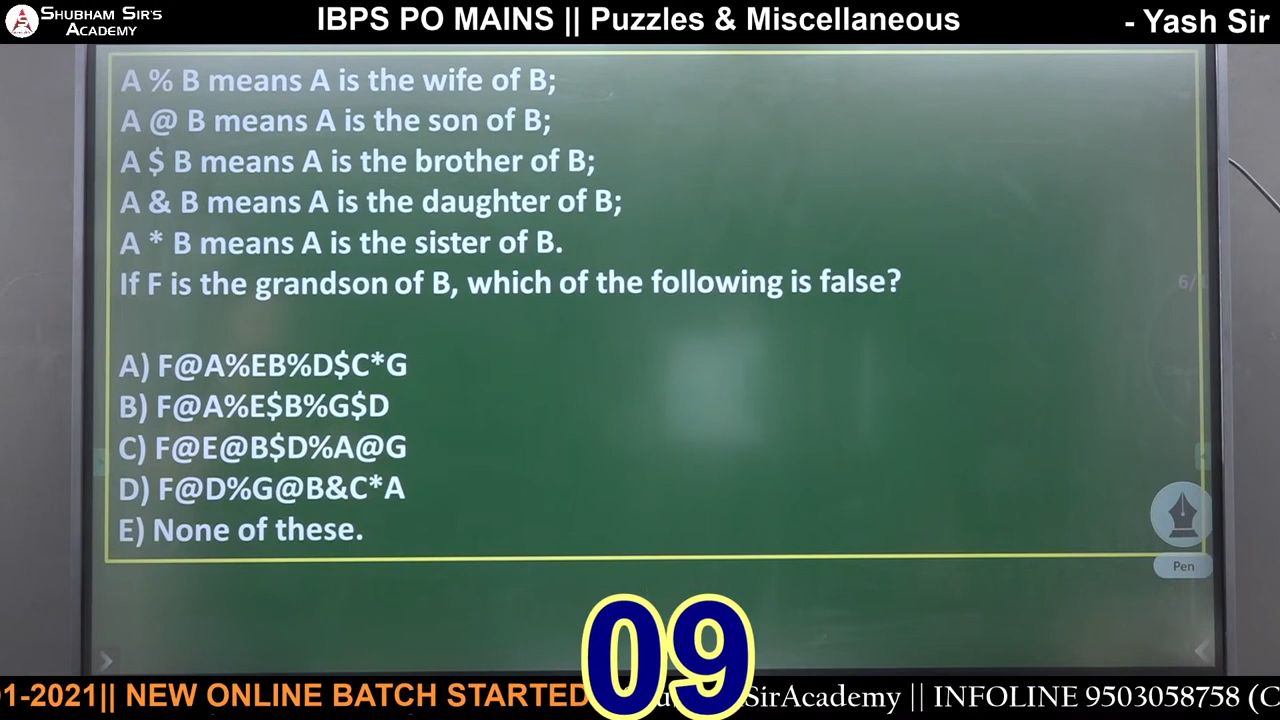 SHUBHAM SIR'S
ACADEMY
IBPS PO MAINS || Puzzles & Miscellaneous
- Yash Sir
A % B means A is the wife of B;
A @ B means A is the son of B;
A $ B means A is the brother of B;
A & B means A is the daughter of B;
A * B means A is the sister of B.
If F is the grandson of B, which of the following is false?
6/
A) F@A%EB%D$C*G
B) F@A%E$B%G$D
C) F@E@B$D%A@G
D) F@D%G@B&C*A
E) None of these.
Pen
09
1-2021|| NEW ONLINE BATCH STARTED
SirAcademy || INFOLINE 9503058758 (C